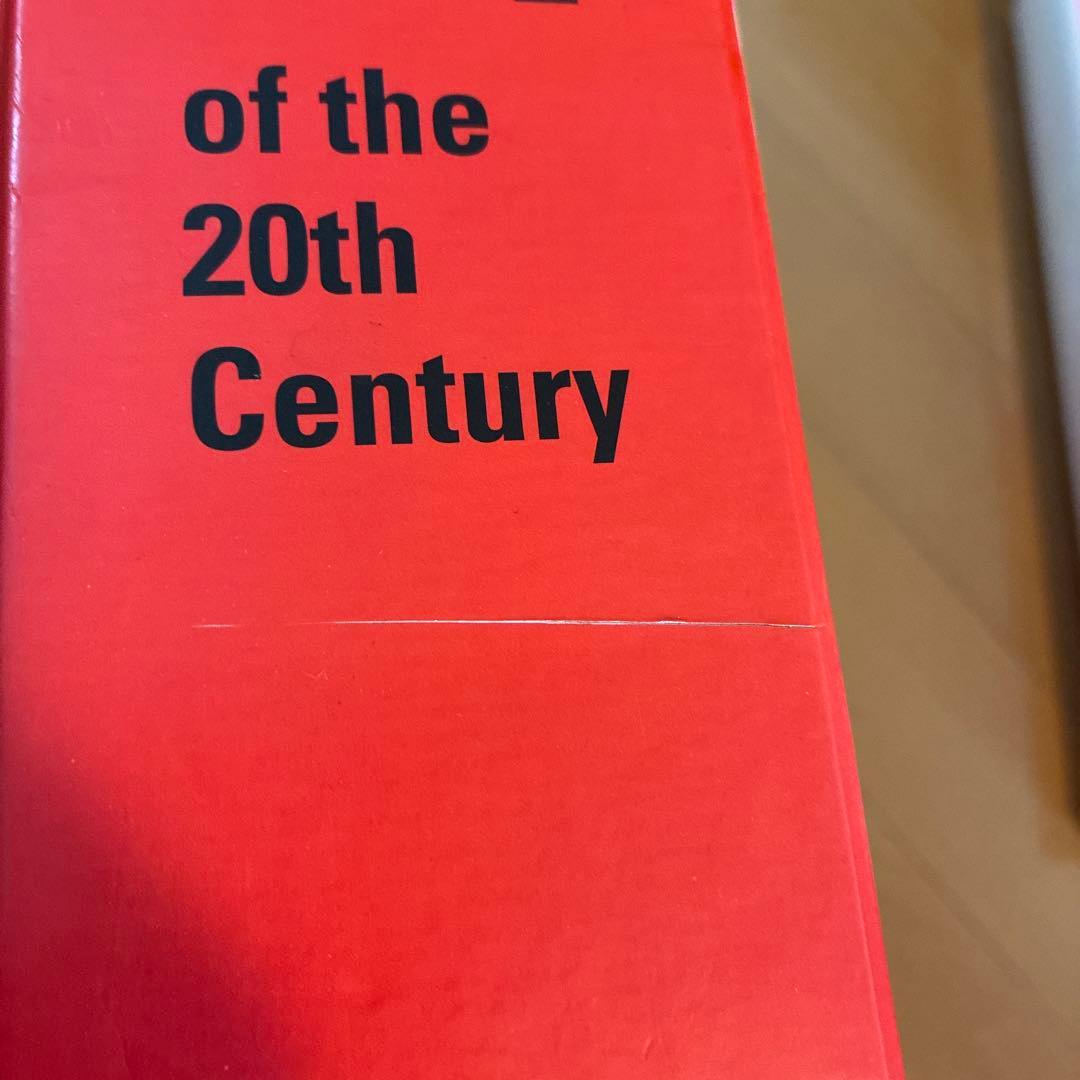 of the
20th
Century